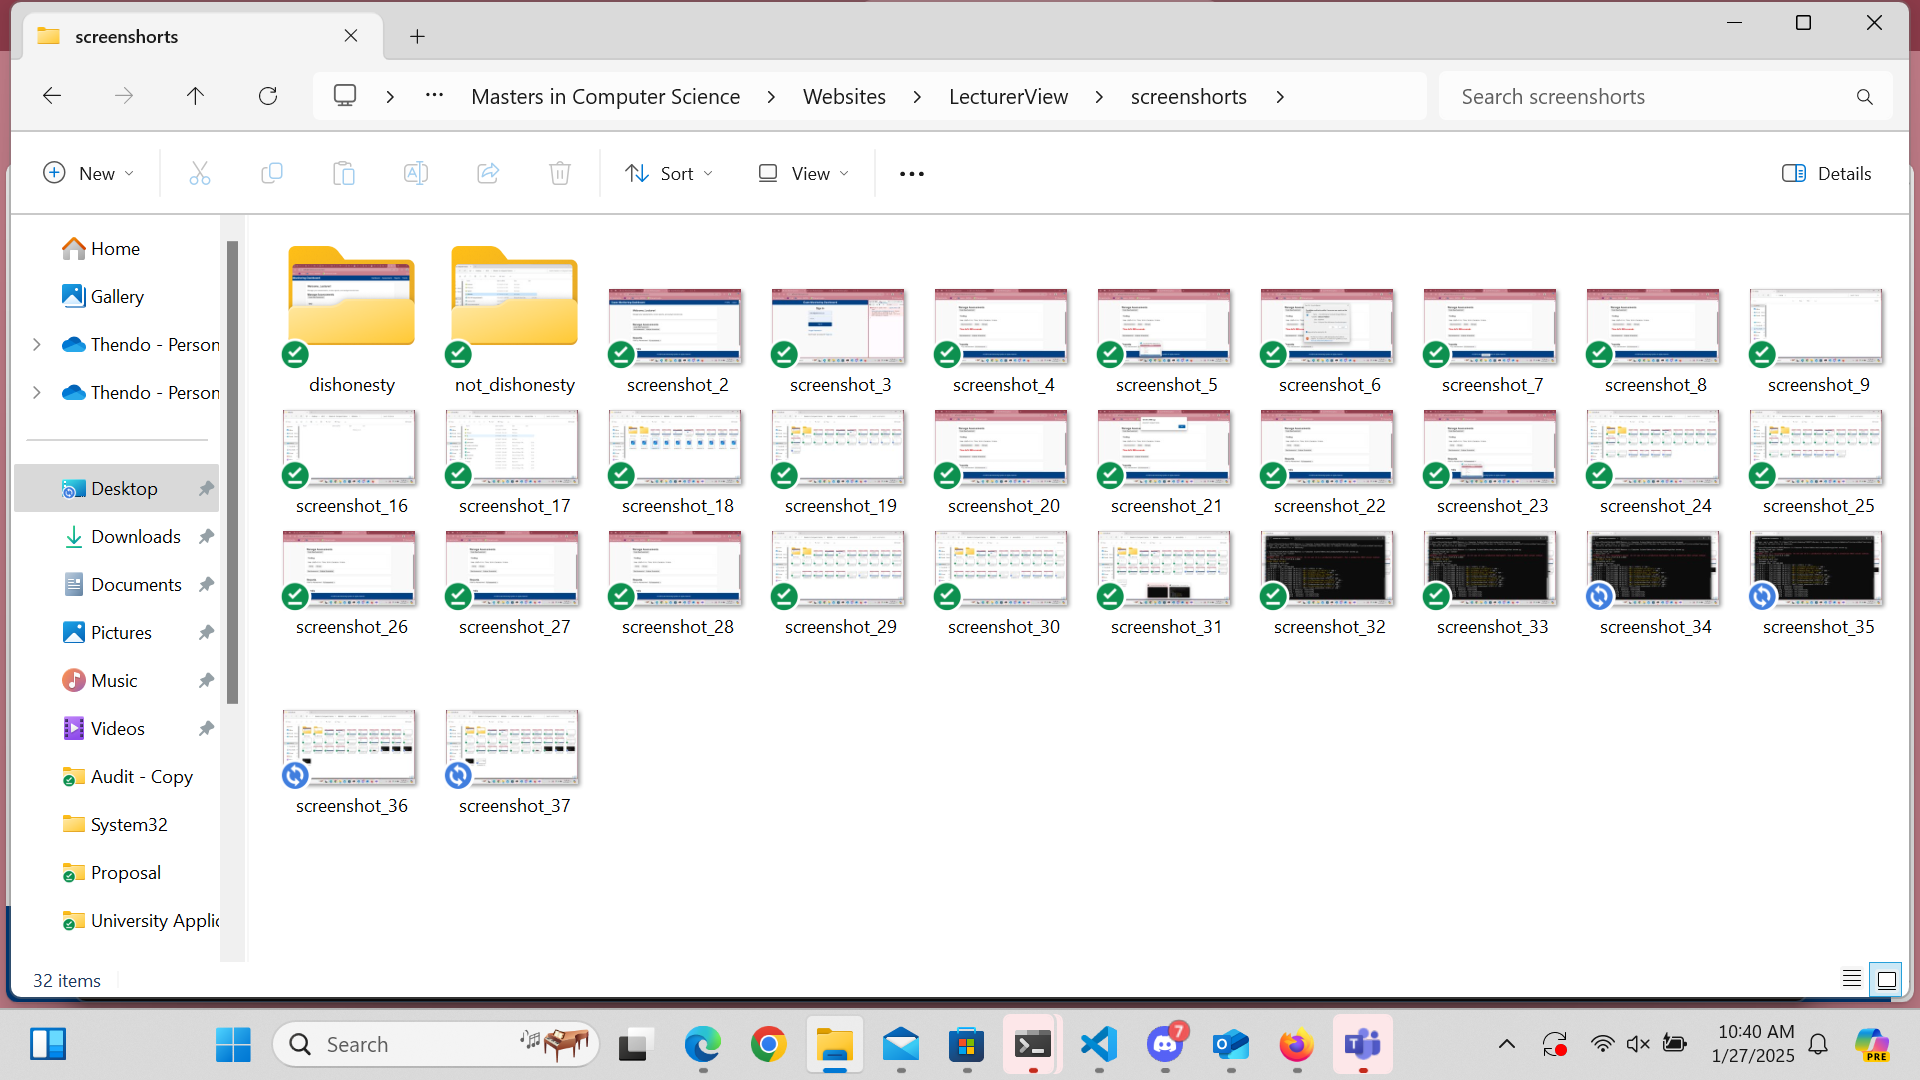 screenshorts
Masters in Computer Science
Websites
LecturerView
screenshorts
Search screenshorts
New
Sort
View
Details
Home
Gallery
Thendo - Person
Thendo - Person
Desktop
Downloads
Documents
Pictures
Music
Videos
Audit - Copy
System32
Proposal
University Applic
dishonesty
not_dishonesty
screenshot_2
screenshot_3
screenshot_4
screenshot_5
screenshot_6
screenshot_7
screenshot_8
screenshot_9
screenshot_16
screenshot_17
screenshot_18
screenshot_19
screenshot_20
screenshot_21
screenshot_22
screenshot_23
screenshot_24
screenshot_25
screenshot_26
screenshot_27
screenshot_28
screenshot_29
screenshot_30
screenshot_31
screenshot_32
screenshot_33
screenshot_34
screenshot_35
screenshot_36
screenshot_37
32 items
Search
7
10:40 AM
1/27/2025
PRE